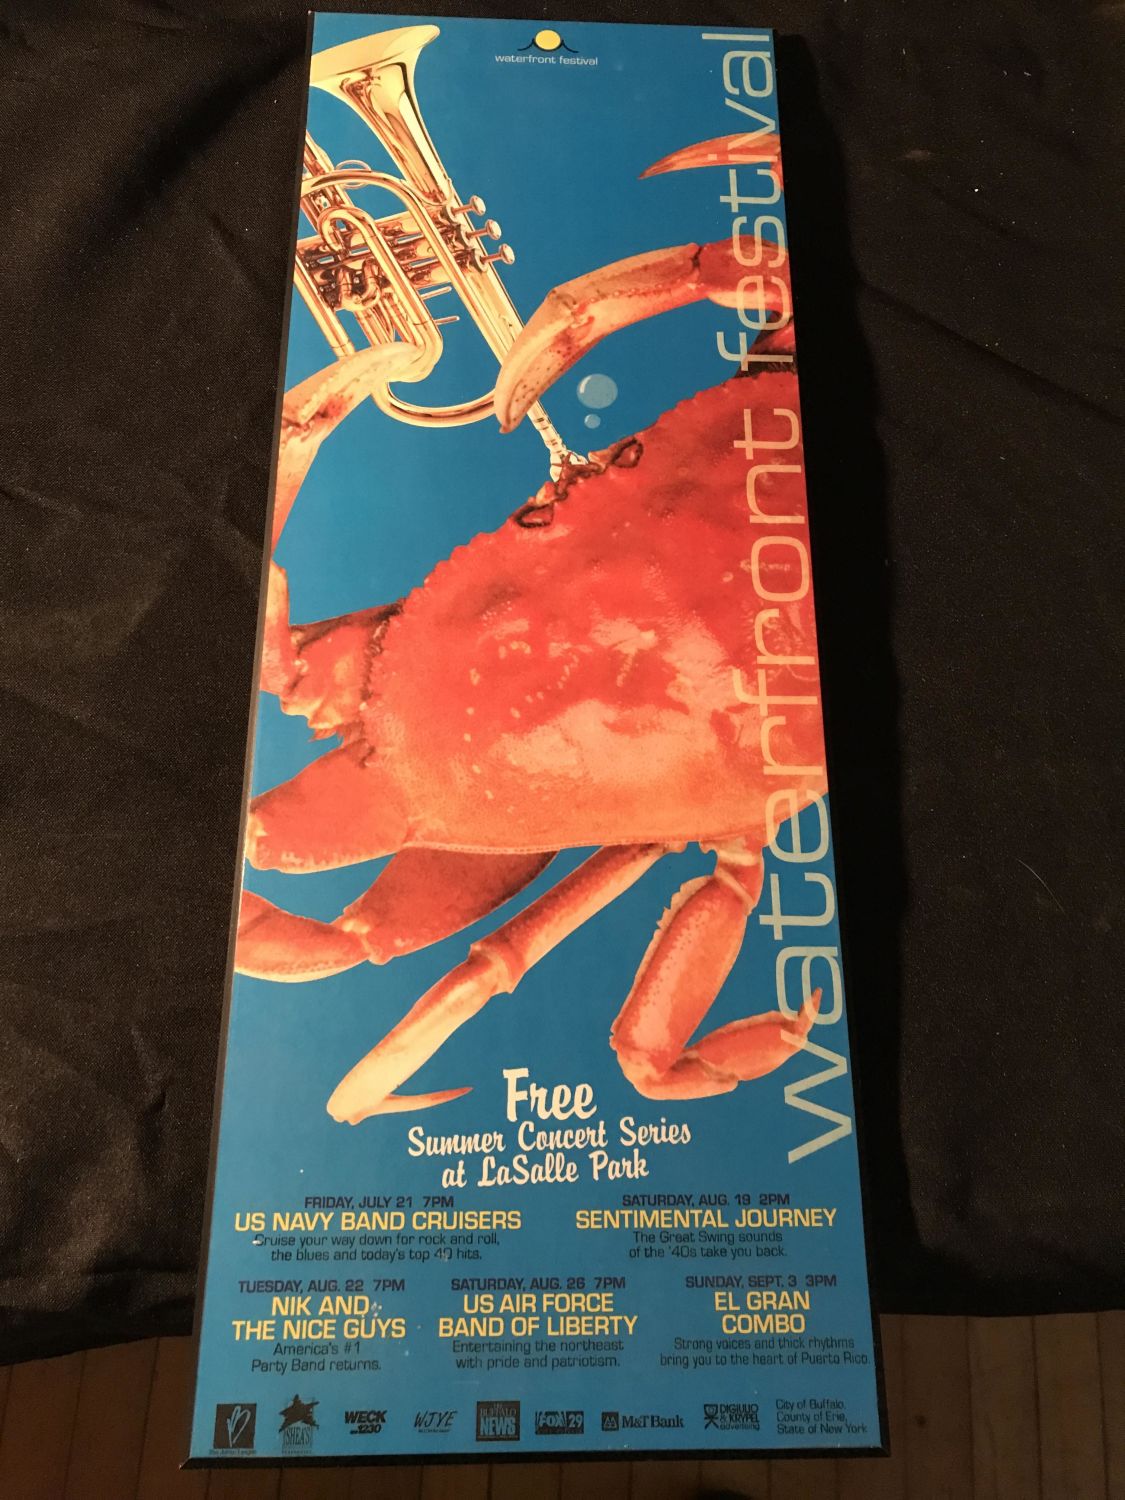 waterfront festival
waterfront festival
Free
Summer Concert Series
at LaSalle Park
FRIDAY, JULY 21 7PM
US NAVY BAND CRUISERS
Cruise your way down for rock and roll,
the blues and today's top 40 hits.
SATURDAY, AUG. 19 2PM
SENTIMENTAL JOURNEY
The Great Swing sounds
of the '40s take you back.
TUESDAY, AUG. 22 7PM
NIK AND
THE NICE GUYS
America's #1
Party Band returns.
SATURDAY, AUG. 26 7PM
US AIR FORCE
BAND OF LIBERTY
Entertaining the northeast
with pride and patriotism.
SUNDAY, SEPT. 3 3PM
EL GRAN
COMBO
Strong voices and thick rhythms
bring you to the heart of Puerto Rico.
SHEA'S
WECK
1230
WJYE
BUFFALO
NEWS
FOX 29
M&T Bank
DIGIULIO
& KRYPEL
advertising
City of Buffalo,
County of Erie,
State of New York